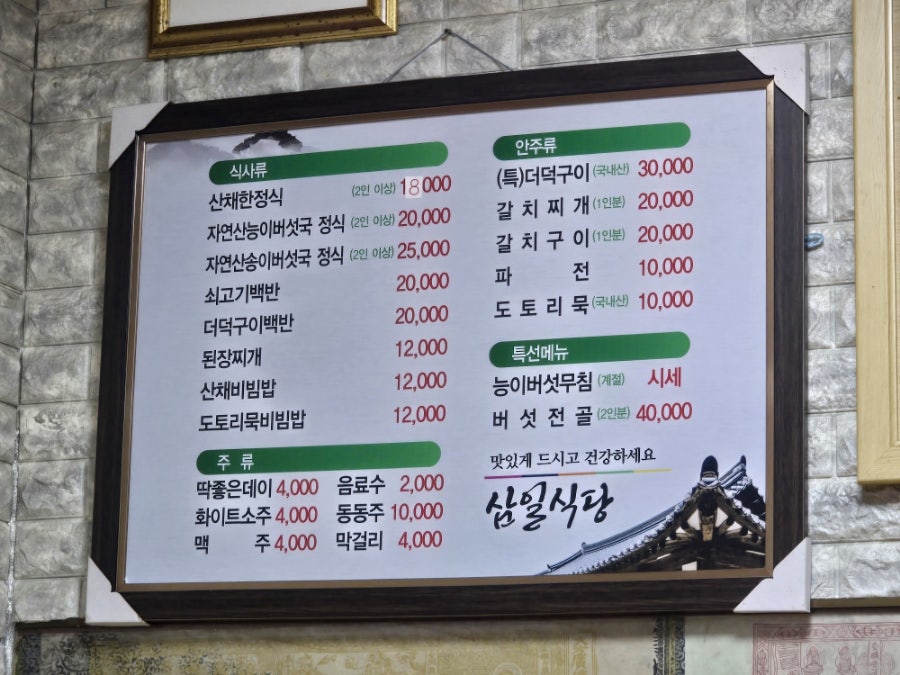 식사류
산채한정식 (2인 이상) 18000
자연산능이버섯국 정식 (2인 이상) 20,000
자연산송이버섯국 정식 (2인 이상) 25,000
쇠고기백반 20,000
더덕구이백반 20,000
된장찌개 12,000
산채비빔밥 12,000
도토리묵비빔밥 12,000
주 류
딱좋은데이 4,000 음료수 2,000
화이트소주 4,000 동동주 10,000
맥 주 4,000 막걸리 4,000
안주류
(특)더덕구이 (국내산) 30,000
갈치찌개 (1인분) 20,000
갈치구이 (1인분) 20,000
파 전 10,000
도토리묵 (국내산) 10,000
특선메뉴
능이버섯무침 (계절) 시세
버섯전골 (2인분) 40,000
맛있게 드시고 건강하세요
삼일식당